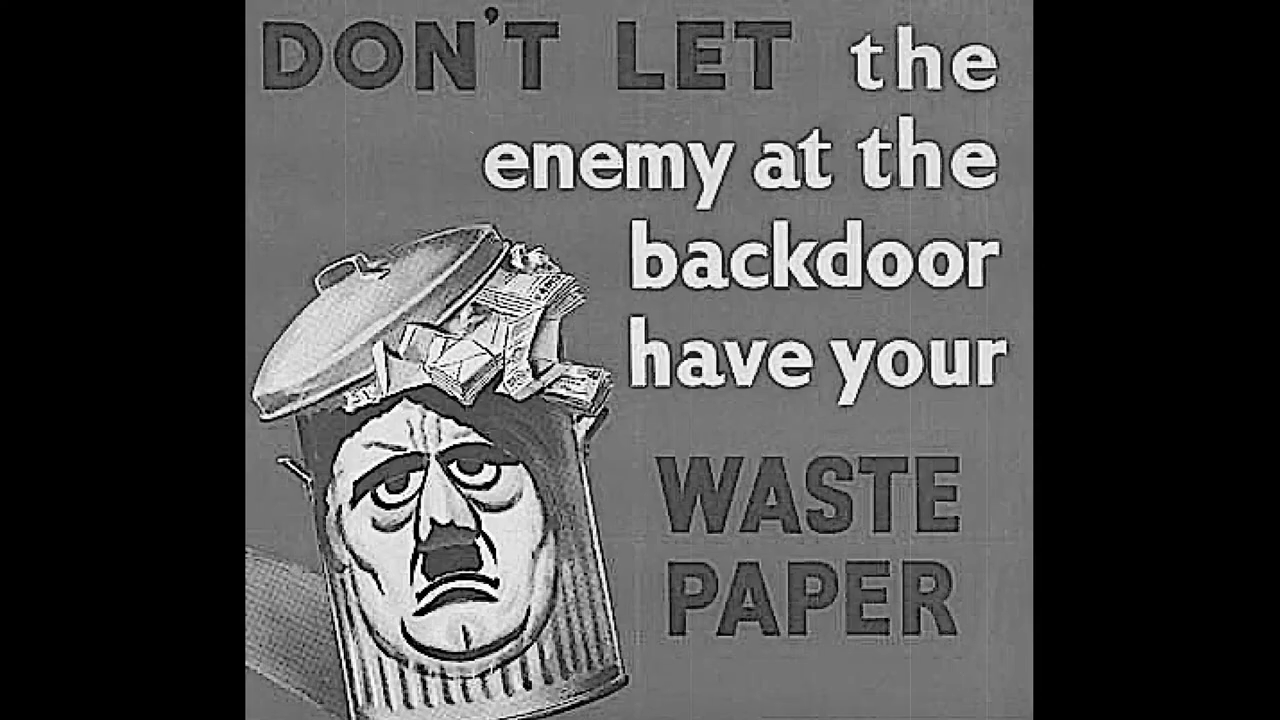 DON'T LET the
enemy at the
backdoor
have your
WASTE
PAPER